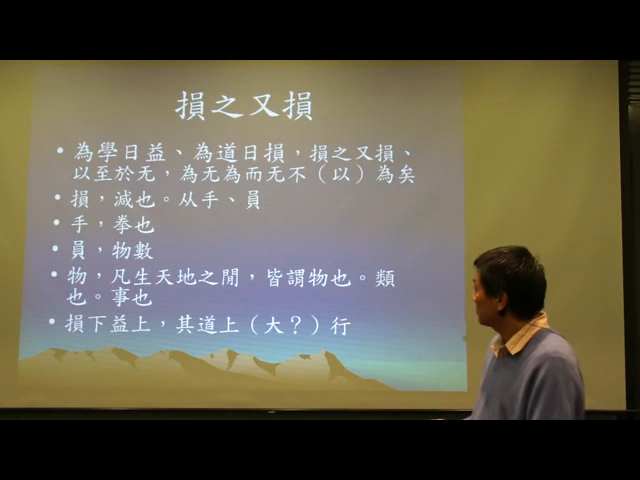 損之又損
•為學日益、為道日損，損之又損、
以至於无，為无為而无不（以）為矣
•損，減也。从手、員
•手，拳也
•員，物數
•物，凡生天地之閒，皆謂物也。類
也。事也
•損下益上，其道上（大？）行